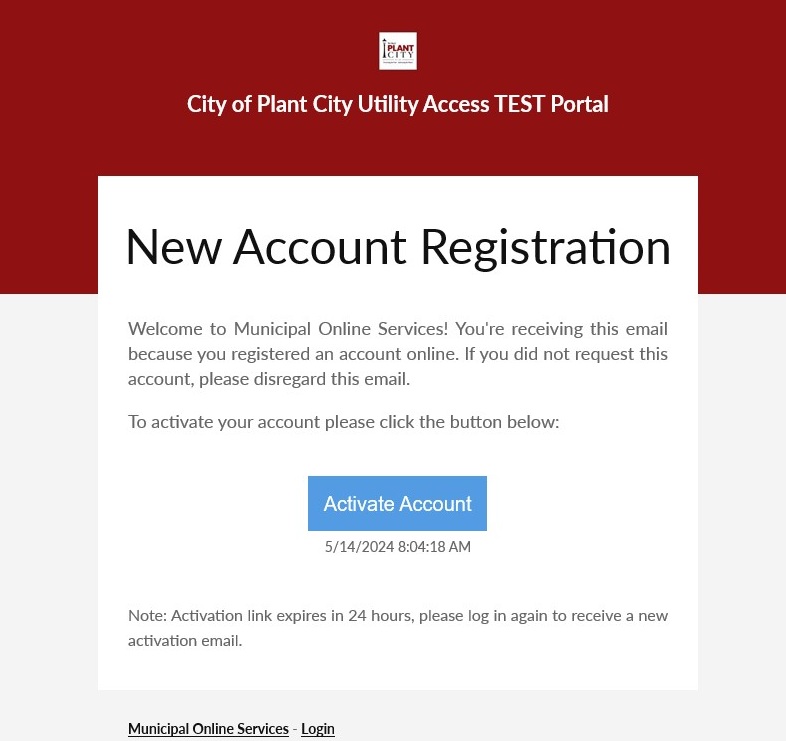 PLANT
CITY
City of Plant City Utility Access TEST Portal
New Account Registration
Welcome to Municipal Online Services! You're receiving this email
because you registered an account online. If you did not request this
account, please disregard this email.
To activate your account please click the button below:
Activate Account
5/14/2024 8:04:18 AM
Note: Activation link expires in 24 hours, please log in again to receive a new
activation email.
Municipal Online Services - Login